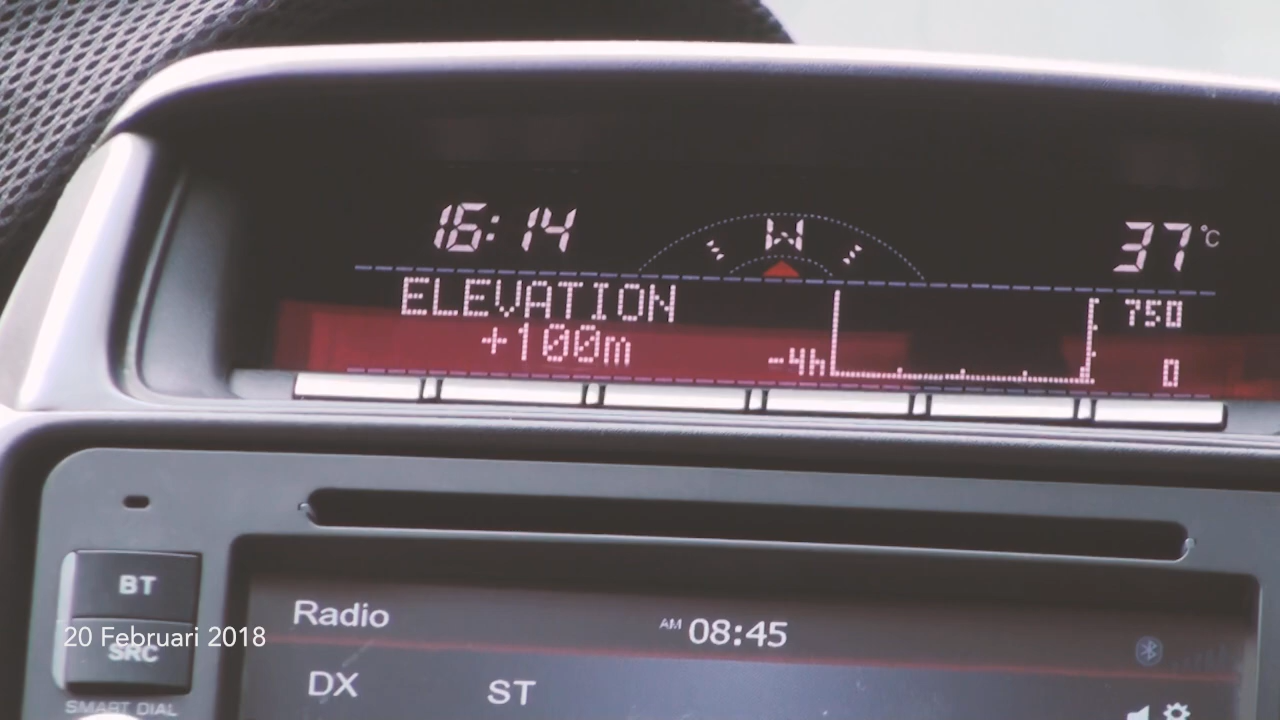 16:14 W 37°C
ELEVATION 750
+100m -4h 0
BT
20 Februari 2018
SRC
SMART DIAL
Radio AM 08:45
DX ST